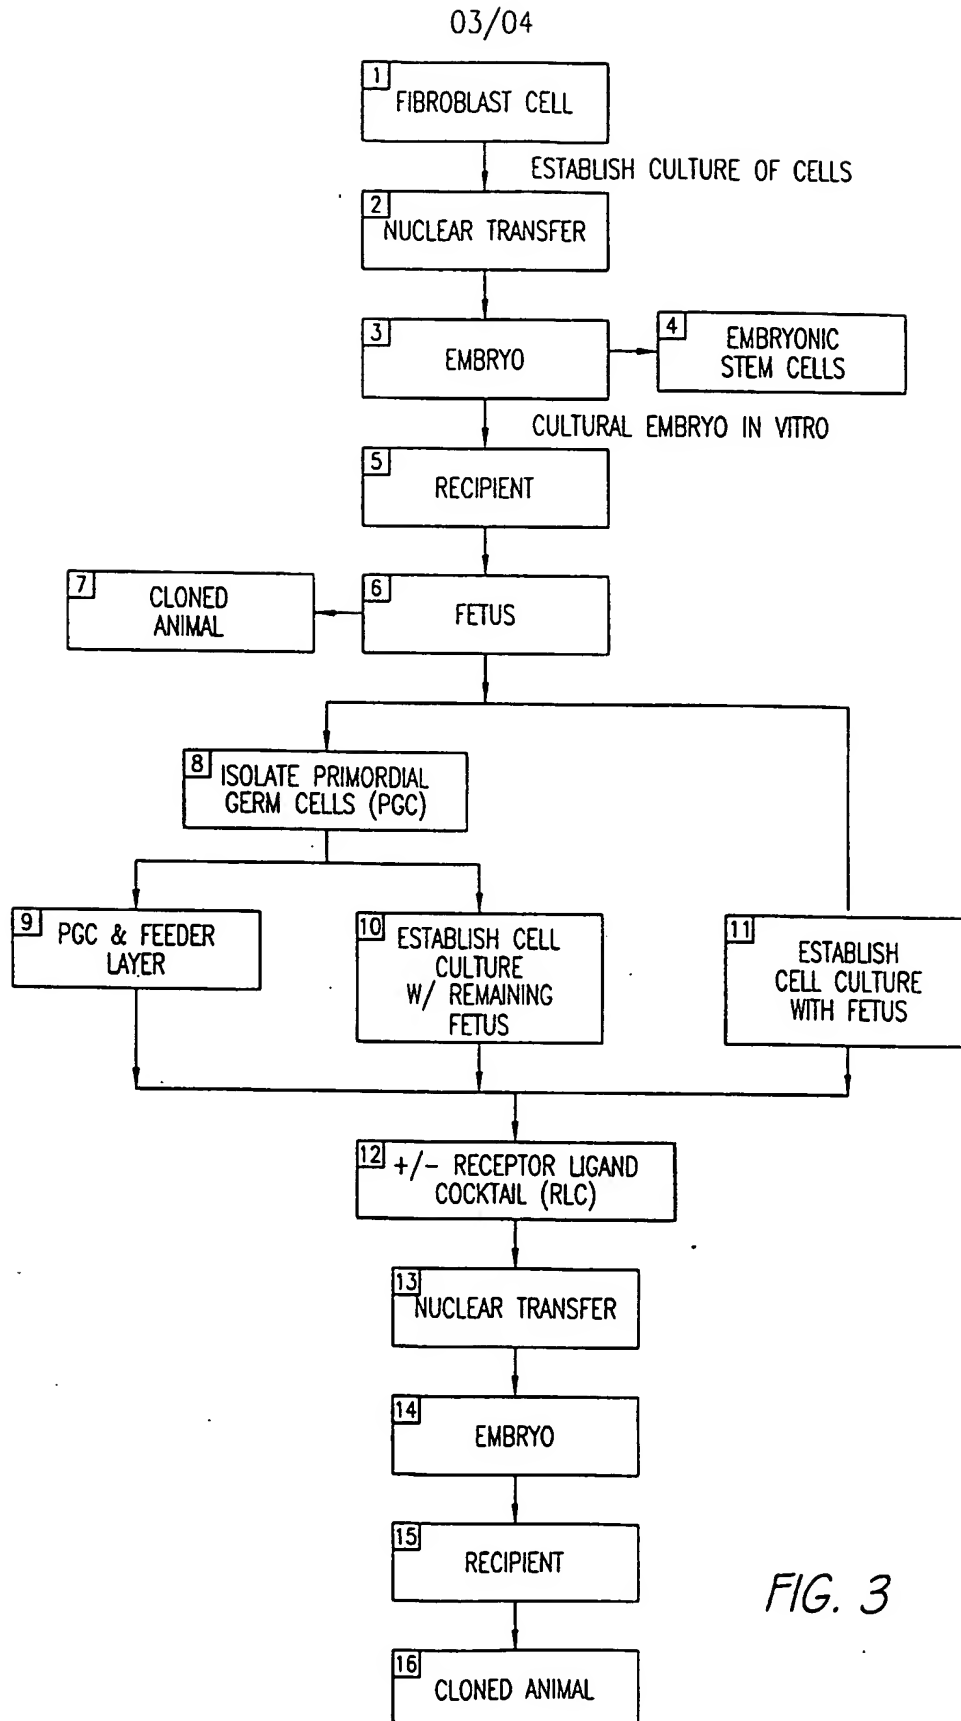 03/04
1
FIBROBLAST CELL
ESTABLISH CULTURE OF CELLS
2
NUCLEAR TRANSFER
3
EMBRYO
4
EMBRYONIC
STEM CELLS
CULTURAL EMBRYO IN VITRO
5
RECIPIENT
7
CLONED
ANIMAL
6
FETUS
8
ISOLATE PRIMORDIAL
GERM CELLS (PGC)
9
PGC & FEEDER
LAYER
10
ESTABLISH CELL
CULTURE
W/ REMAINING
FETUS
11
ESTABLISH
CELL CULTURE
WITH FETUS
12
+/- RECEPTOR LIGAND
COCKTAIL (RLC)
13
NUCLEAR TRANSFER
14
EMBRYO
15
RECIPIENT
16
CLONED ANIMAL
FIG. 3